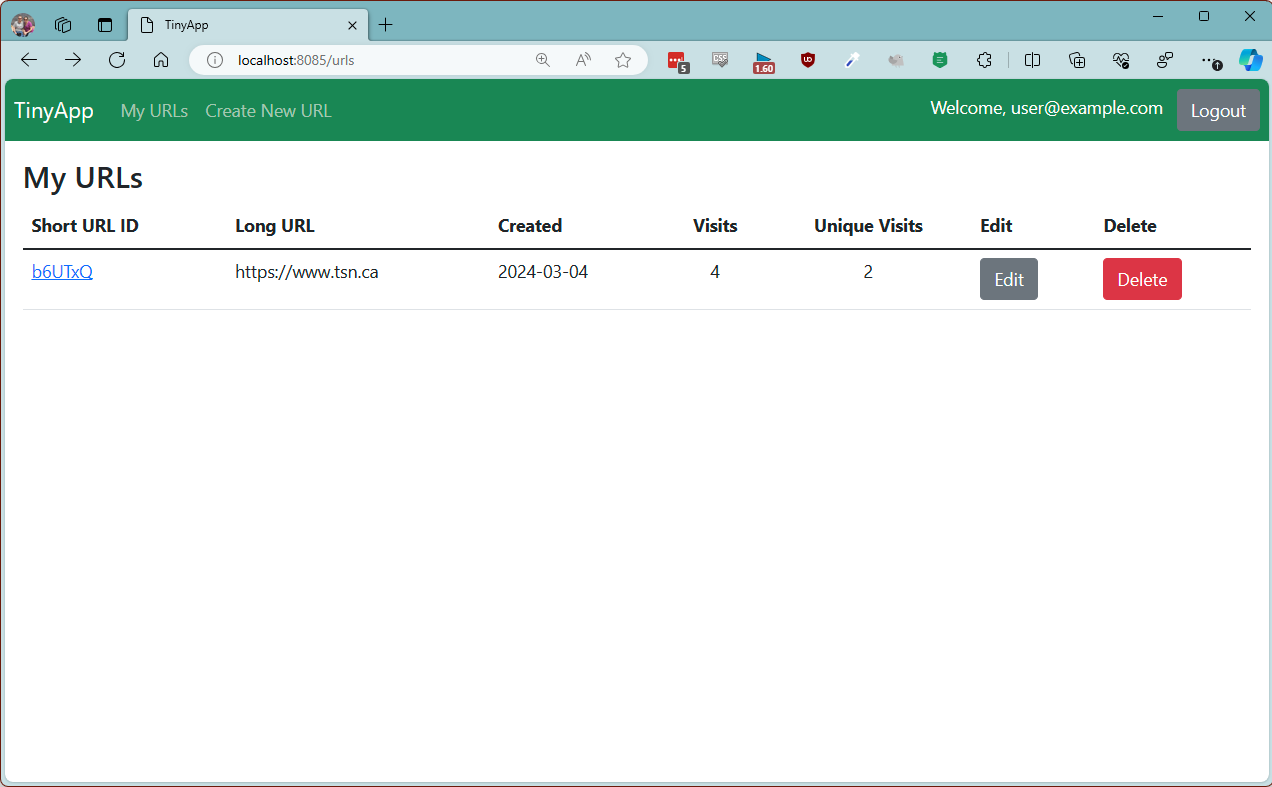 TinyApp
localhost:8085/urls
5
1.60
TinyApp My URLs Create New URL Welcome, user@example.com Logout
My URLs
Short URL ID Long URL Created Visits Unique Visits Edit Delete
b6UTxQ https://www.tsn.ca 2024-03-04 4 2 Edit Delete